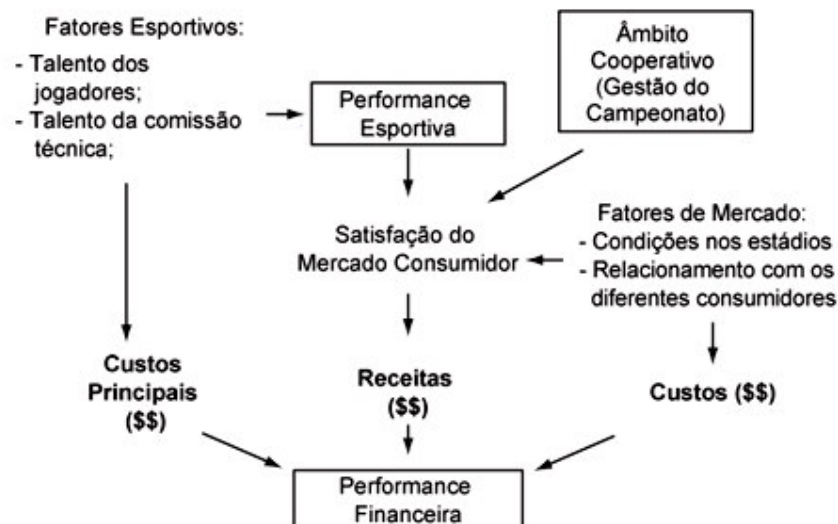 Fatores Esportivos:
- Talento dos
jogadores;
- Talento da comissão
técnica;
Performance
Esportiva
Âmbito
Cooperativo
(Gestão do
Campeonato)
Satisfação do
Mercado Consumidor
Fatores de Mercado:
- Condições nos estádios
- Relacionamento com os
diferentes consumidores
Custos
Principais
($$)
Receitas
($$)
Custos ($$)
Performance
Financeira